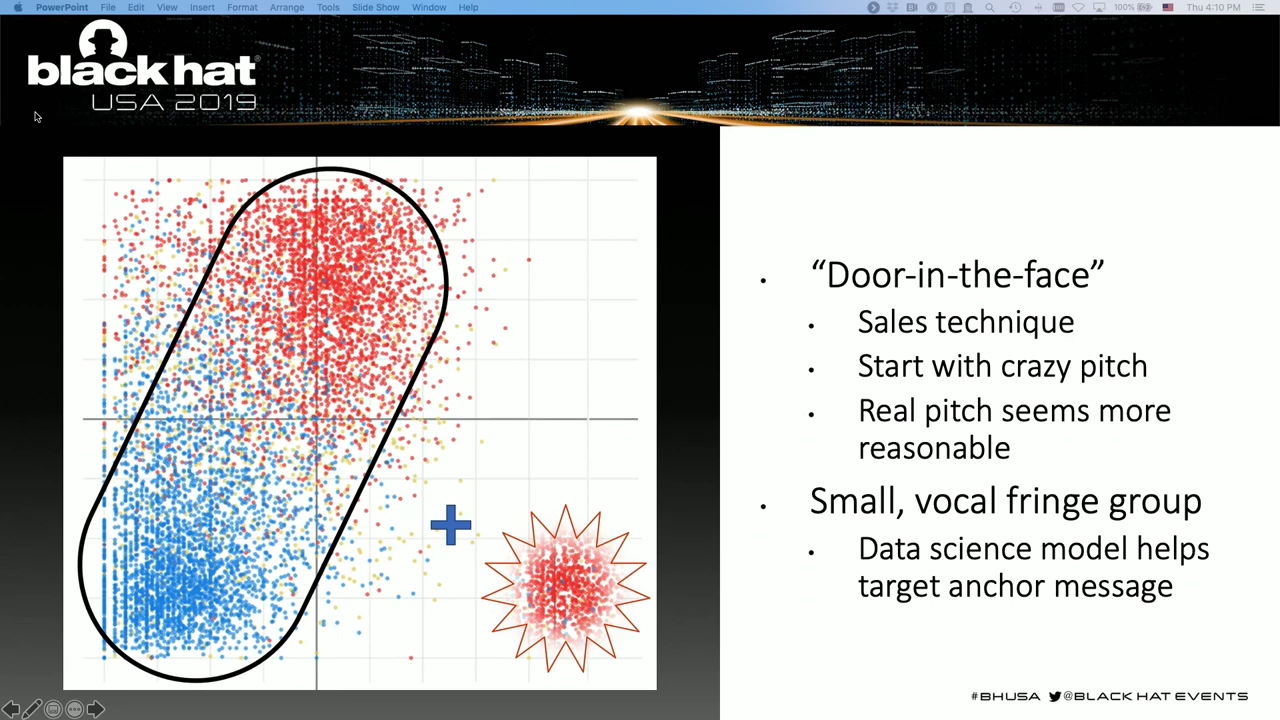 PowerPoint File Edit View Insert Format Arrange Tools Slide Show Window Help 100% Thu 4:10 PM
black hat®
USA 2019
“Door-in-the-face”
Sales technique
Start with crazy pitch
Real pitch seems more
reasonable
Small, vocal fringe group
Data science model helps
target anchor message
#BHUSA @BLACK HAT EVENTS